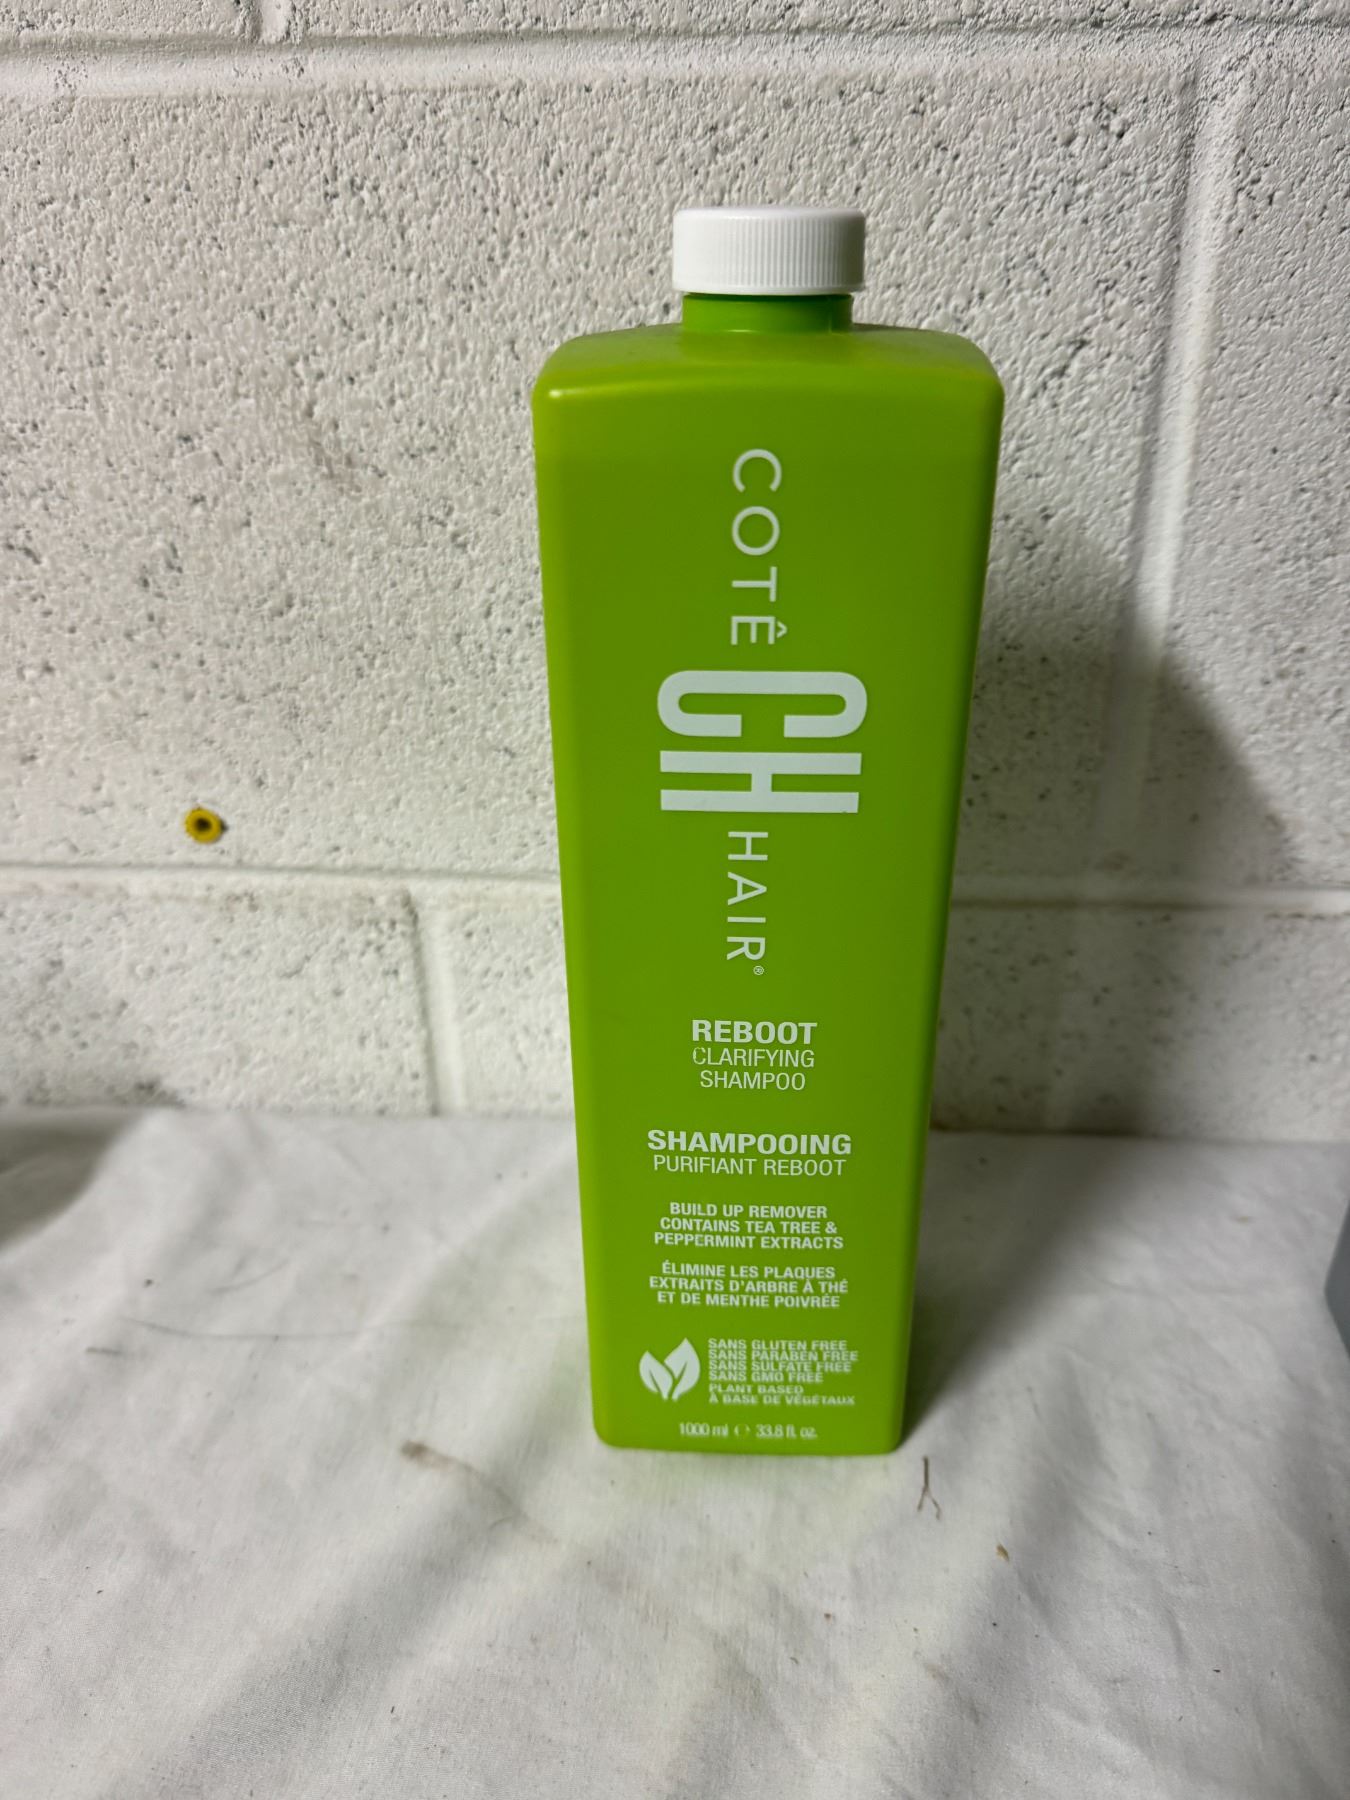 COTÊ
CH
HAIR®
REBOOT
CLARIFYING
SHAMPOO
SHAMPOOING
PURIFIANT REBOOT
BUILD UP REMOVER
CONTAINS TEA TREE &
PEPPERMINT EXTRACTS
ÉLIMINE LES PLAQUES
EXTRAITS D'ARBRE À THÉ
ET DE MENTHE POIVRÉE
SANS GLUTEN FREE
SANS PARABEN FREE
SANS SULFATE FREE
SANS GMO FREE
PLANT BASED
À BASE DE VÉGÉTAUX
1000 ml ℮ 33.8 fl. oz.